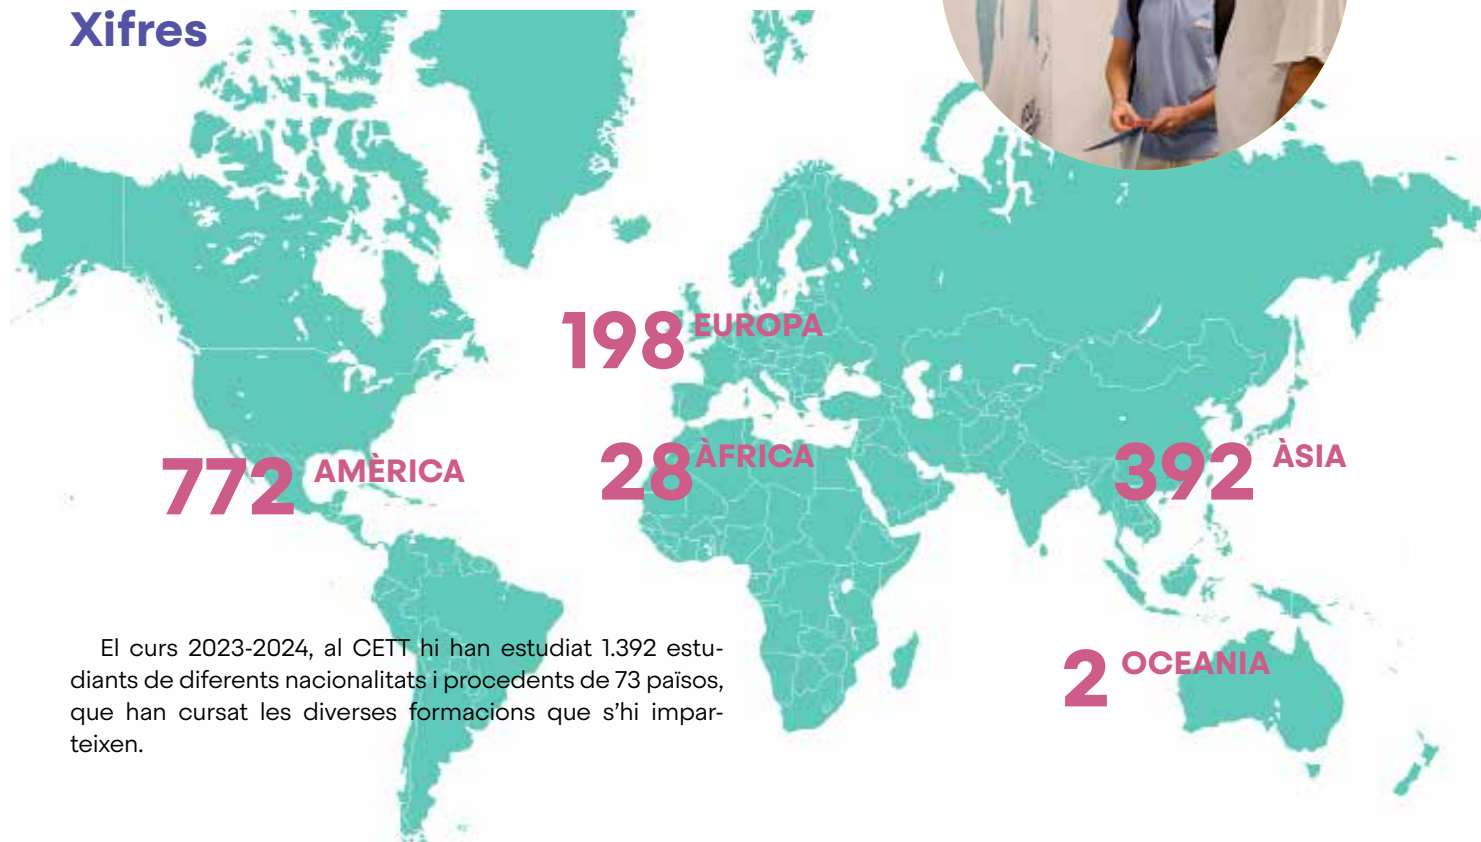 Xifres
198 EUROPA
772 AMÈRICA
28 ÀFRICA
392 ÀSIA
El curs 2023-2024, al CETT hi han estudiat 1.392 estu-
diants de diferents nacionalitats i procedents de 73 països,
que han cursat les diverses formacions que s'hi impar-
teixen.
2 OCEANIA